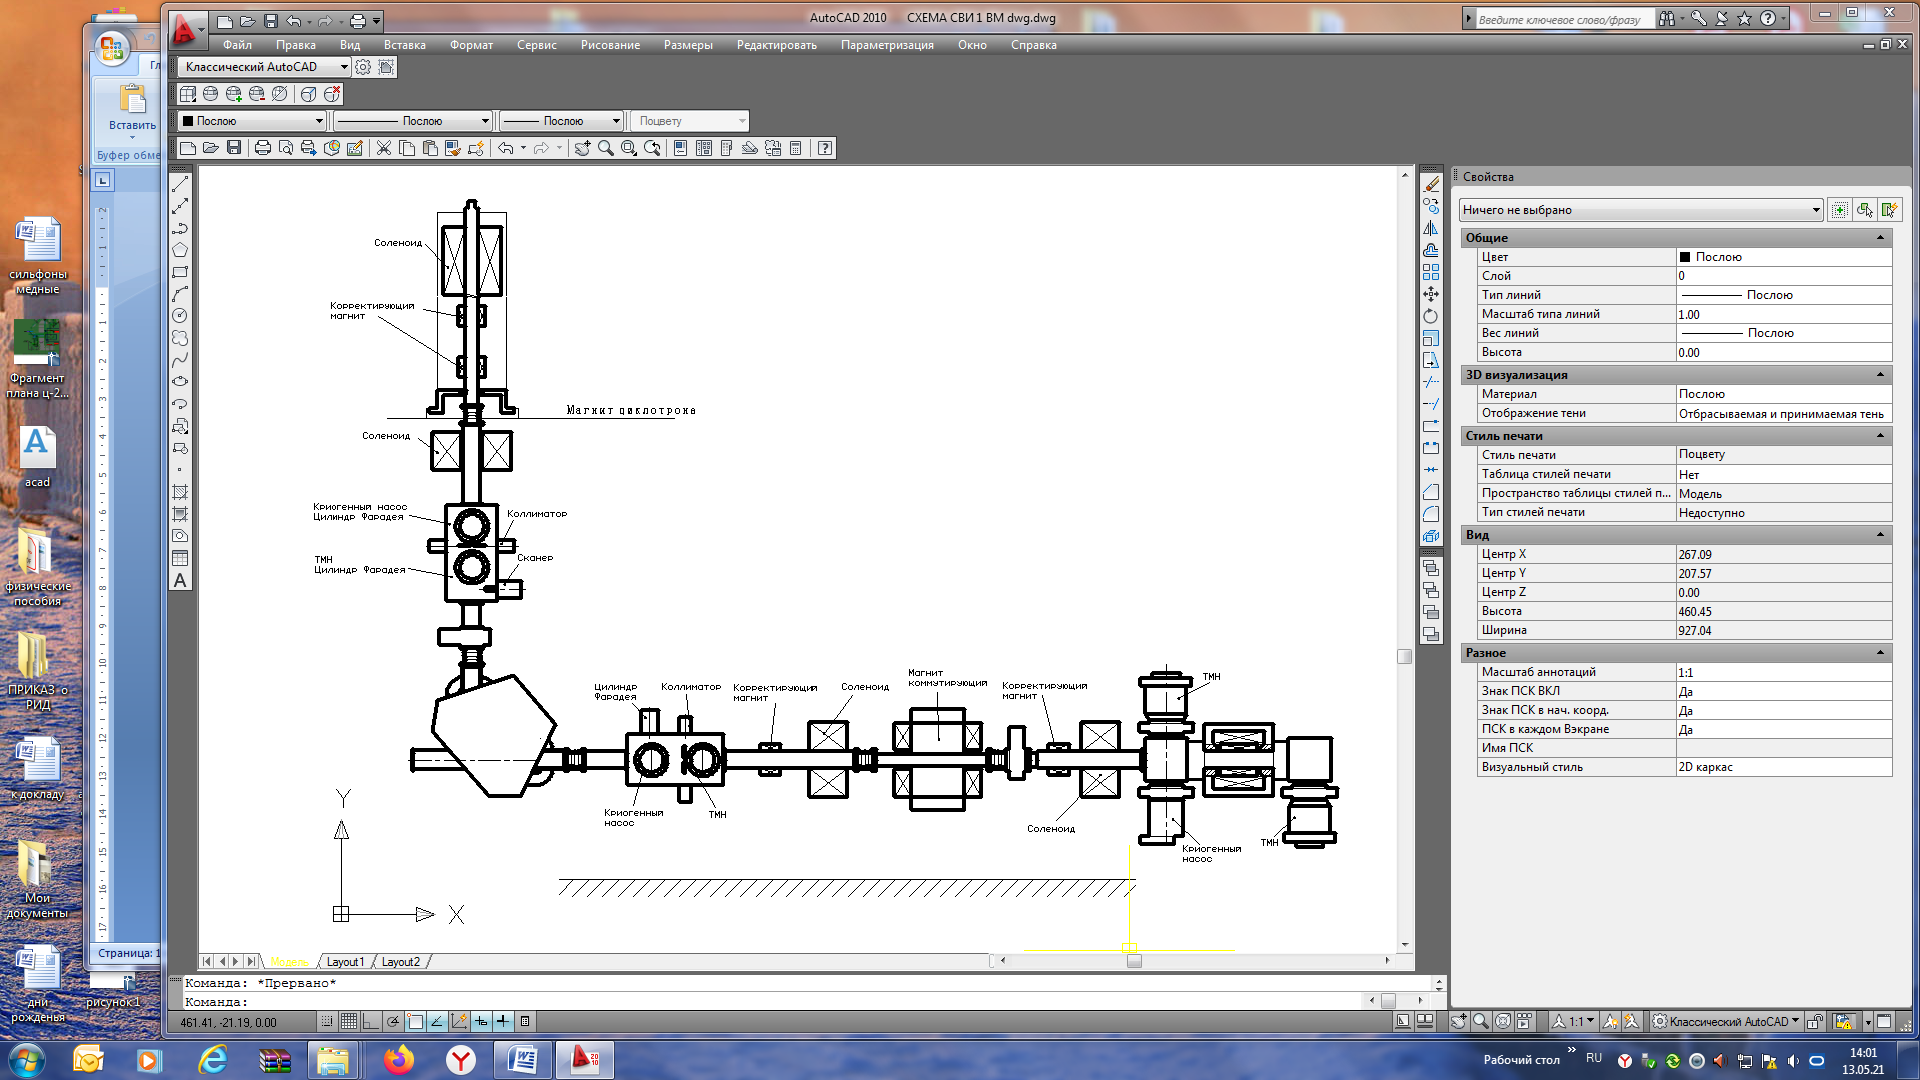 AutoCAD 2010 СХЕМА СВИ 1 ВМ dwg.dwg
Введите ключевое слово/фразу
Файл Правка Вид Вставка Формат Сервис Рисование Размеры Редактировать Параметризация Окно Справка
Классический AutoCAD
Послою Послою Послою Поцвету
Вставить
Буфер обме
сильфоны
медные
Фрагмент
плана ц-2...
acad
физические
пособия
ПРИКАЗ о
РИД
к докладу
Мои
документы
дни
рожденья
рисунок1
Страница: 1
Соленоид
Корректирующий
магнит
Магнит циклотрона
Соленоид
Криогенный насос
Цилиндр Фарадея
Коллиматор
ТМН
Цилиндр Фарадея
Сканер
Цилиндр
Фарадея
Коллиматор
Корректирующий
магнит
Соленоид
Магнит
коммутирующий
Корректирующий
магнит
ТМН
Криогенный
насос
ТМН
Соленоид
Криогенный
насос
ТМН
Y
X
Модель Layout1 Layout2
Команда: *Прервано*
Команда:
461.41, -21.19, 0.00
1:1
Классический AutoCAD
Свойства
Ничего не выбрано
Общие
Цвет Послою
Слой 0
Тип линий Послою
Масштаб типа линий 1.00
Вес линий Послою
Высота 0.00
3D визуализация
Материал Послою
Отображение тени Отбрасываемая и принимаемая тень
Стиль печати
Стиль печати Поцвету
Таблица стилей печати Нет
Пространство таблицы стилей п... Модель
Тип стилей печати Недоступно
Вид
Центр X 267.09
Центр Y 207.57
Центр Z 0.00
Высота 460.45
Ширина 927.04
Разное
Масштаб аннотаций 1:1
Знак ПСК ВКЛ Да
Знак ПСК в нач. коорд. Да
ПСК в каждом Вэкране Да
Имя ПСК
Визуальный стиль 2D каркас
Рабочий стол
RU
14:01
13.05.21